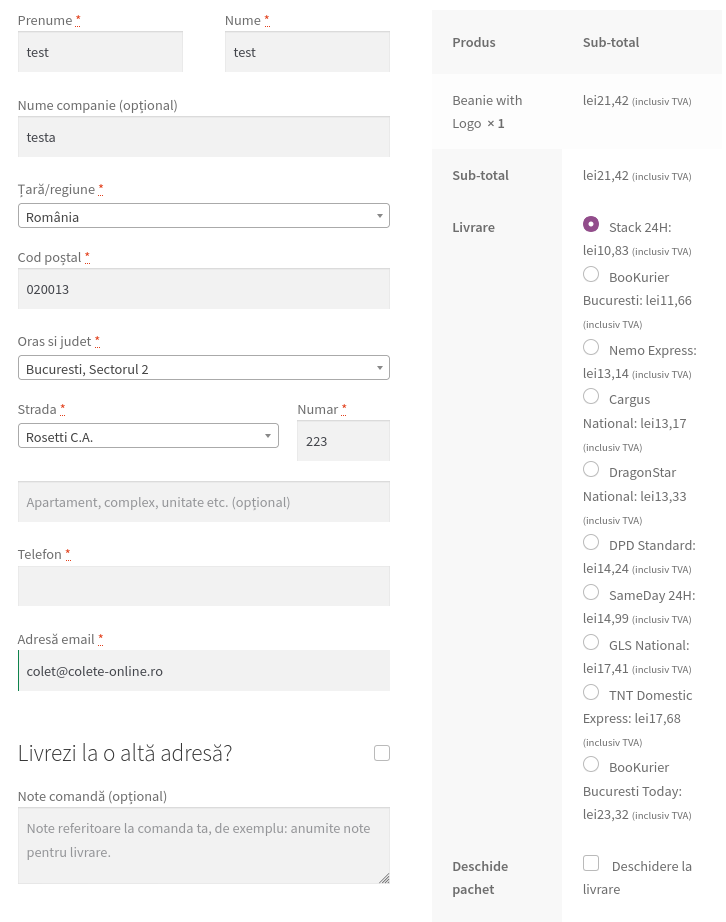 Prenume *
test
Nume *
test
Nume companie (opțional)
testa
Țară/regiune *
România
Cod poștal *
020013
Oras si judet *
Bucuresti, Sectorul 2
Strada *
Rosetti C.A.
Numar *
223
Apartament, complex, unitate etc. (opțional)
Telefon *
Adresă email *
colet@colete-online.ro
Livrezi la o altă adresă?
Note comandă (opțional)
Note referitoare la comanda ta, de exemplu: anumite note
pentru livrare.
Produs
Sub-total
Beanie with
Logo × 1
lei21,42 (inclusiv TVA)
Sub-total
lei21,42 (inclusiv TVA)
Livrare
Stack 24H:
lei10,83 (inclusiv TVA)
BooKurier
Bucuresti: lei11,66
(inclusiv TVA)
Nemo Express:
lei13,14 (inclusiv TVA)
Cargus
National: lei13,17
(inclusiv TVA)
DragonStar
National: lei13,33
(inclusiv TVA)
DPD Standard:
lei14,24 (inclusiv TVA)
SameDay 24H:
lei14,99 (inclusiv TVA)
GLS National:
lei17,41 (inclusiv TVA)
TNT Domestic
Express: lei17,68
(inclusiv TVA)
BooKurier
Bucuresti Today:
lei23,32 (inclusiv TVA)
Deschide
pachet
Deschidere la
livrare